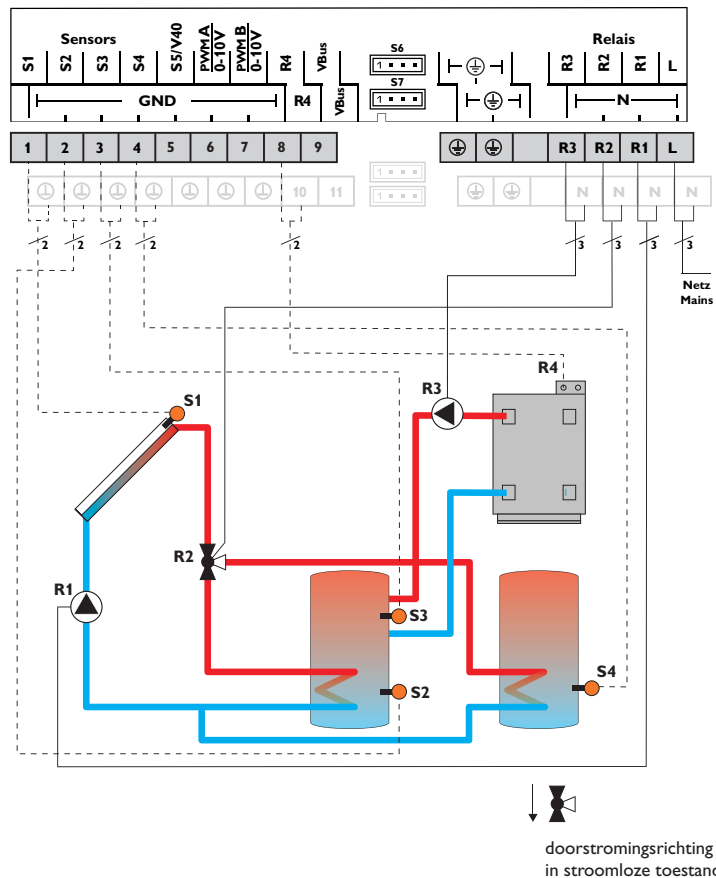 Sensors
Relais
S1 S2 S3 S4 S5/V40 PWM A 0-10V PWM B 0-10V R4 VBus S6 R3 R2 R1 L
GND R4 VBus S7 N
1 2 3 4 5 6 7 8 9 R3 R2 R1 L
10 11 N N N N
2 2 2 2 2 3 3 3 3
Netz
Mains
R4
R3
S1
R2
R1
S3
S4
S2
doorstromingsrichting
in stroomloze